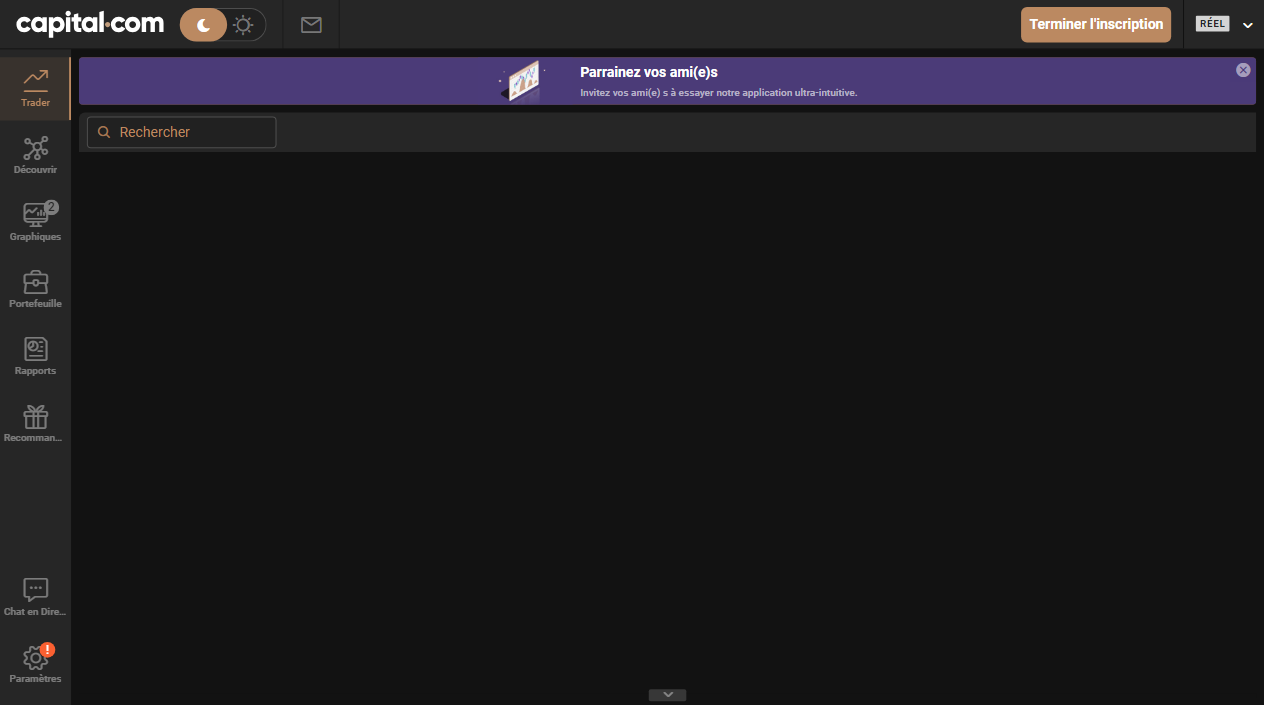 capital.com
Terminer l'inscription
RÉEL
Parrainez vos ami(e)s
Invitez vos ami(e) s à essayer notre application ultra-intuitive.
Rechercher
Trader
Découvrir
2
Graphiques
Portefeuille
Rapports
Recomman...
Chat en Dire...
!
Paramètres